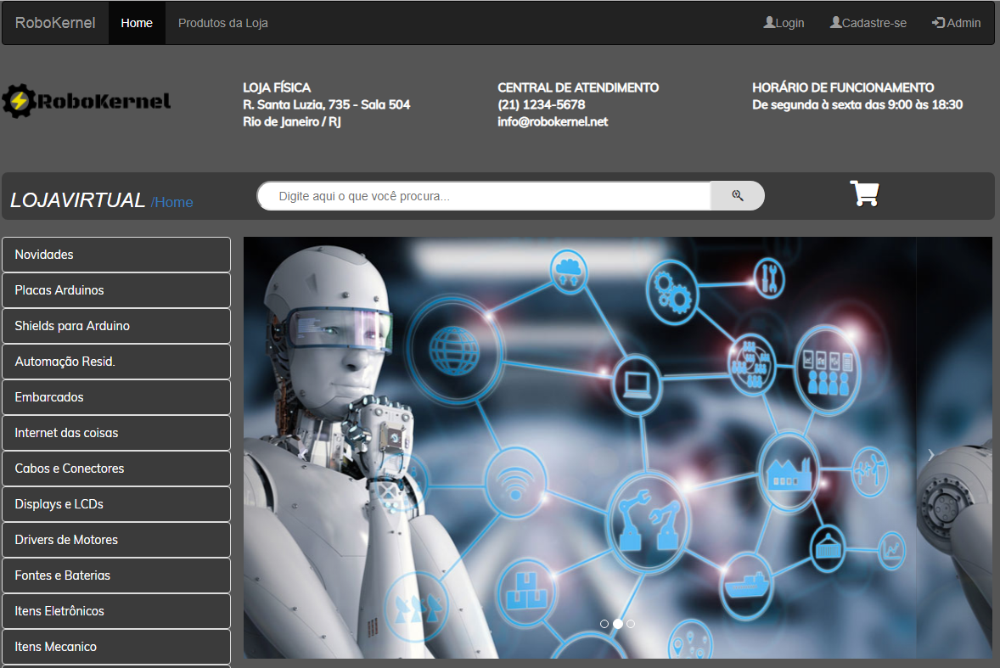 RoboKernel Home Produtos da Loja Login Cadastre-se Admin
RoboKernel
LOJA FÍSICA
R. Santa Luzia, 735 - Sala 504
Rio de Janeiro / RJ
CENTRAL DE ATENDIMENTO
(21) 1234-5678
info@robokernel.net
HORÁRIO DE FUNCIONAMENTO
De segunda à sexta das 9:00 às 18:30
LOJAVIRTUAL /Home
Digite aqui o que você procura...
Novidades
Placas Arduinos
Shields para Arduino
Automação Resid.
Embarcados
Internet das coisas
Cabos e Conectores
Displays e LCDs
Drivers de Motores
Fontes e Baterias
Itens Eletrônicos
Itens Mecanico